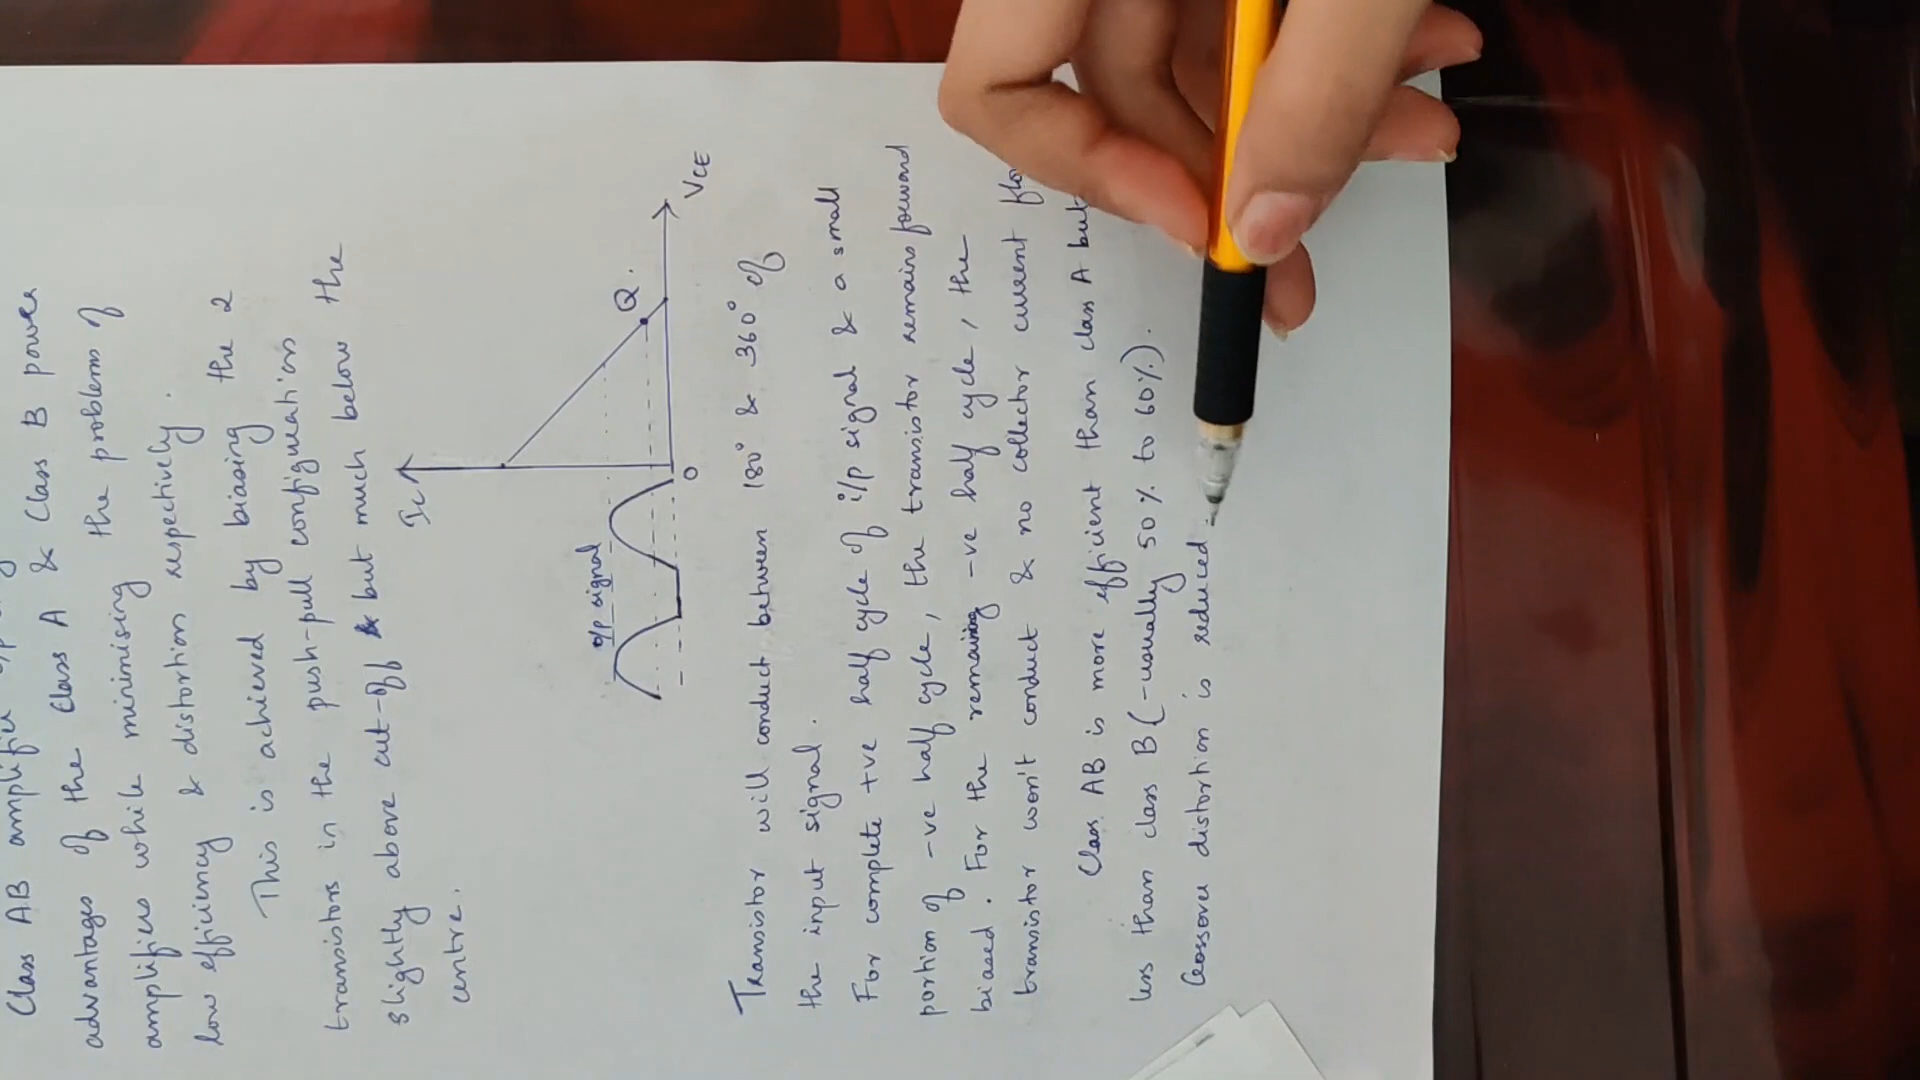 Class AB amplifier
advantages of the Class A & Class B power
amplifiers while minimising the problems of
low efficiency & distortion respectively.
This is achieved by biasing the 2
transistors in the push-pull configurations
slightly above cut-off but much below the
centre.
Ic
o/p signal
Q.
O
VCE
Transistor will conduct between 180° & 360° of
the input signal.
For complete +ve half cycle of i/p signal & a small
portion of -ve half cycle, the transistor remains forward
biased. For the remaining -ve half cycle, the
transistor won't conduct & no collector current
Class AB is more efficient than class A but
less than class B (-usually 50% to 60%).
Crossover distortion is reduced.